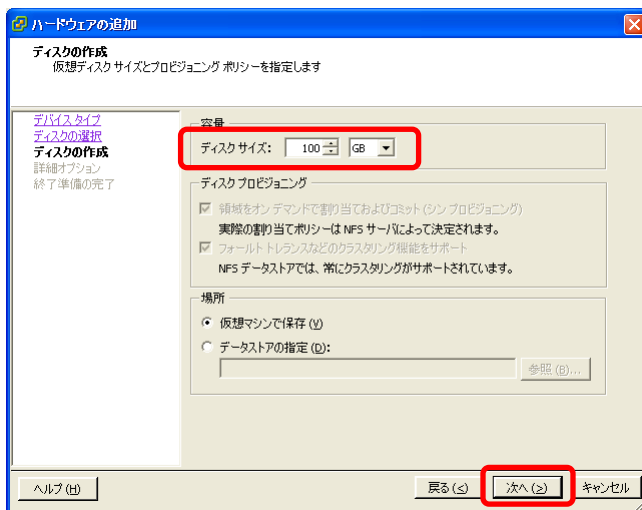 ハードウェアの追加
ディスクの作成
仮想ディスク サイズとプロビジョニング ポリシーを指定します
デバイス タイプ
ディスクの選択
ディスクの作成
詳細オプション
終了準備の完了
容量
ディスク サイズ: 100 GB
ディスク プロビジョニング
領域をオン デマンドで割り当ておよびコミット (シン プロビジョニング)
実際の割り当てポリシーは NFS サーバによって決定されます。
フォールト トレランスなどのクラスタリング機能をサポート
NFS データストアでは、常にクラスタリングがサポートされています。
場所
仮想マシンで保存 (V)
データストアの指定 (D):
参照 (B)...
ヘルプ (H) 戻る (<) 次へ (>) キャンセル